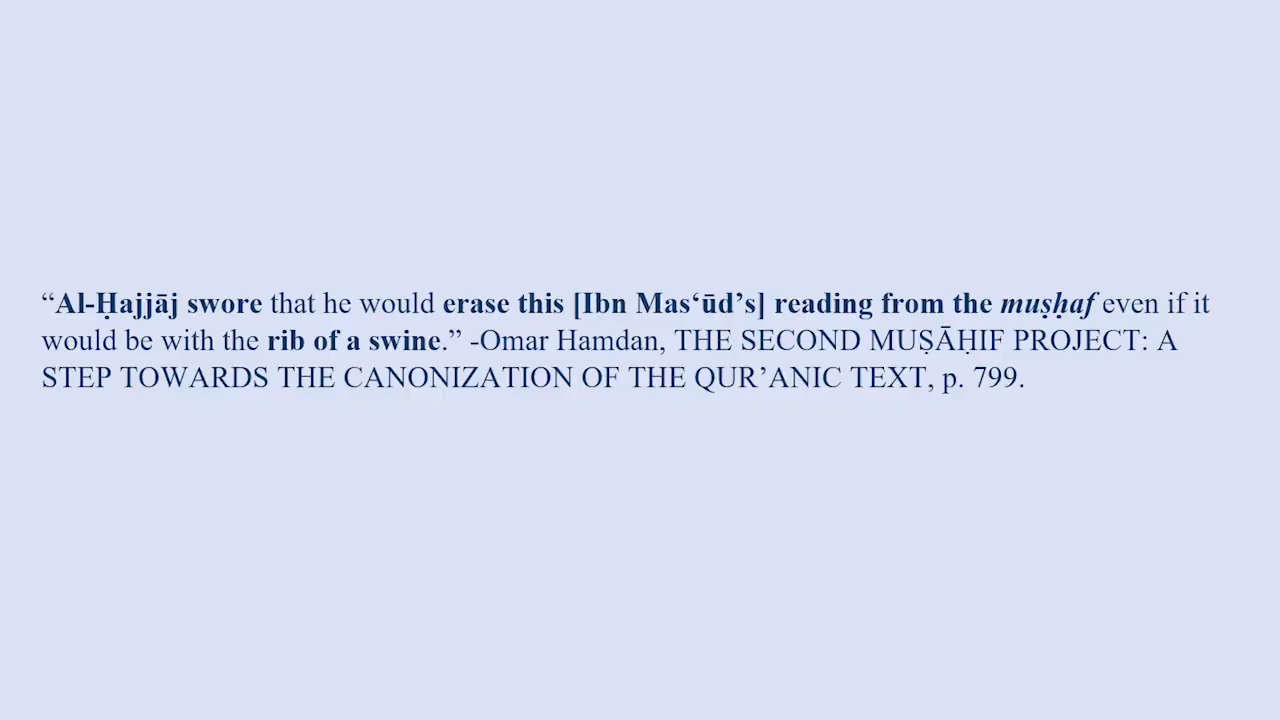 “Al-Ḥajjāj swore that he would erase this [Ibn Mas‘ūd’s] reading from the muṣḥaf even if it
would be with the rib of a swine.” -Omar Hamdan, THE SECOND MUṢĀḤIF PROJECT: A
STEP TOWARDS THE CANONIZATION OF THE QUR’ANIC TEXT, p. 799.